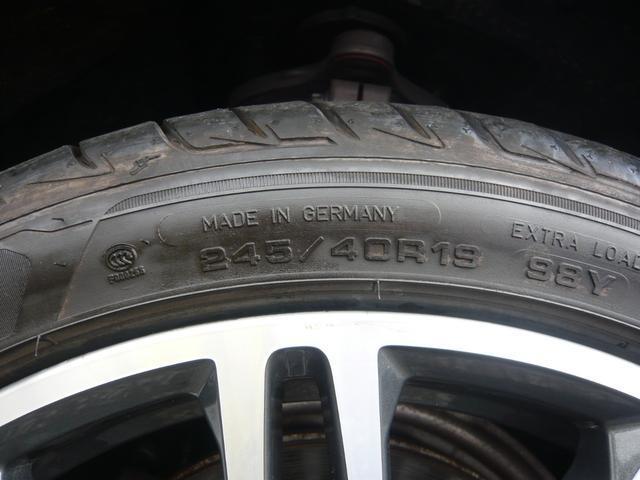 MADE IN GERMANY
245/40R19
EXTRA LOAD
98Y